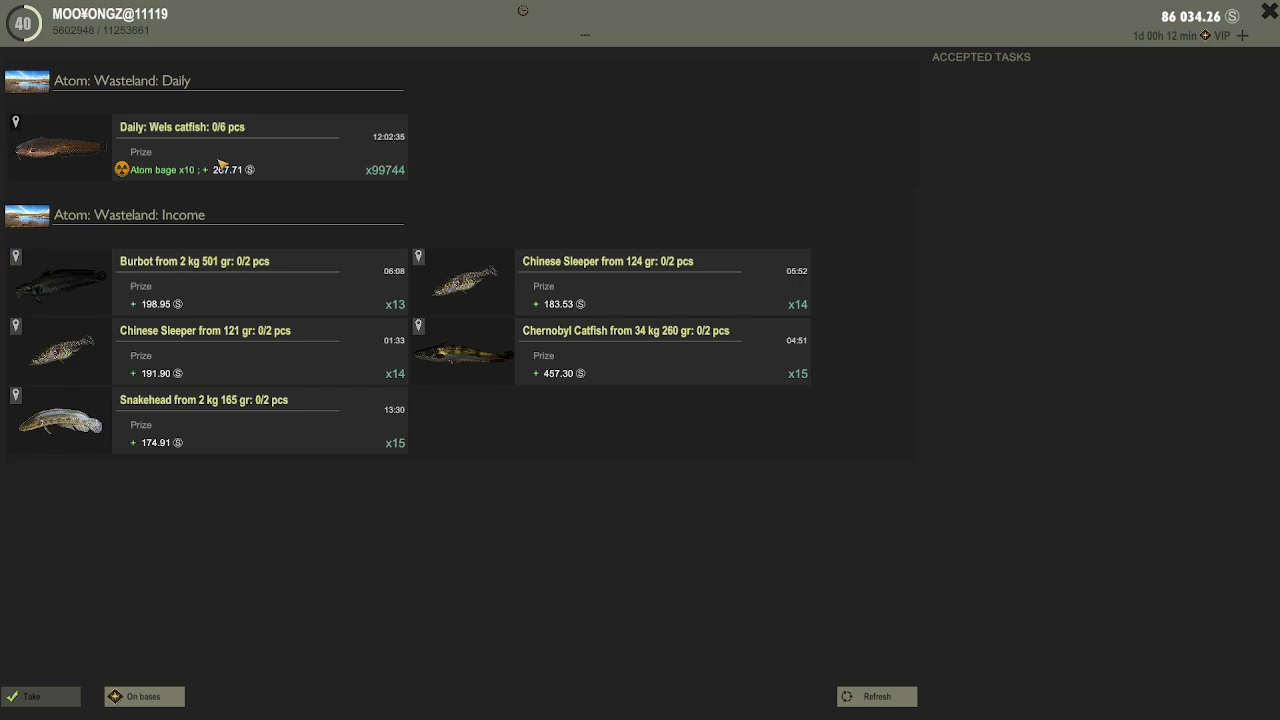 40
MOO¥ONGZ@11119
5602948 / 11253661
86 034.26 Ⓢ
1d 00h 12 min VIP
ACCEPTED TASKS
Atom: Wasteland: Daily
Daily: Wels catfish: 0/6 pcs
12:02:35
Prize
Atom bage x10 ; + 267.71 Ⓢ
x99744
Atom: Wasteland: Income
Burbot from 2 kg 501 gr: 0/2 pcs
06:08
Prize
+ 198.95 Ⓢ
x13
Chinese Sleeper from 124 gr: 0/2 pcs
05:52
Prize
+ 183.53 Ⓢ
x14
Chinese Sleeper from 121 gr: 0/2 pcs
01:33
Prize
+ 191.90 Ⓢ
x14
Chernobyl Catfish from 34 kg 260 gr: 0/2 pcs
04:51
Prize
+ 457.30 Ⓢ
x15
Snakehead from 2 kg 165 gr: 0/2 pcs
13:30
Prize
+ 174.91 Ⓢ
x15
Take
On bases
Refresh